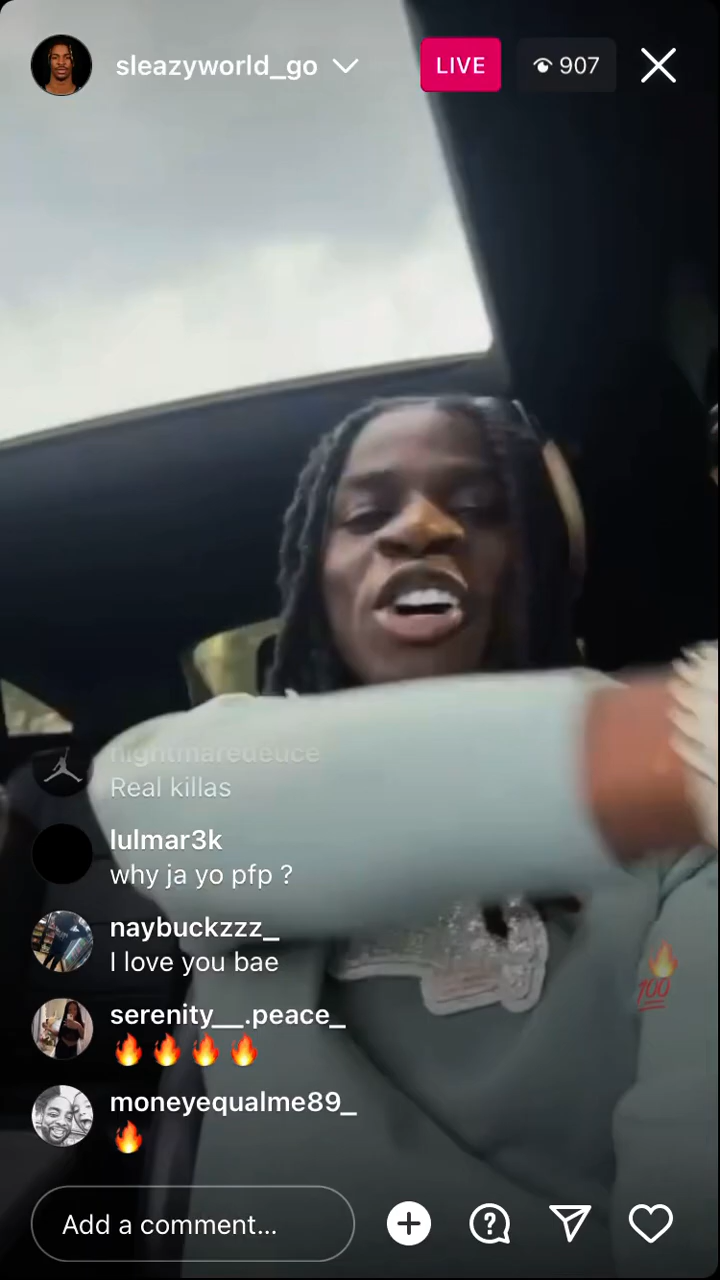 sleazyworld_go
LIVE
907
nightmaredeuce
Real killas
lulmar3k
why ja yo pfp ?
naybuckzzz_
I love you bae
serenity__.peace_
🔥🔥🔥🔥
moneyequalme89_
🔥
🔥
💯
Add a comment...